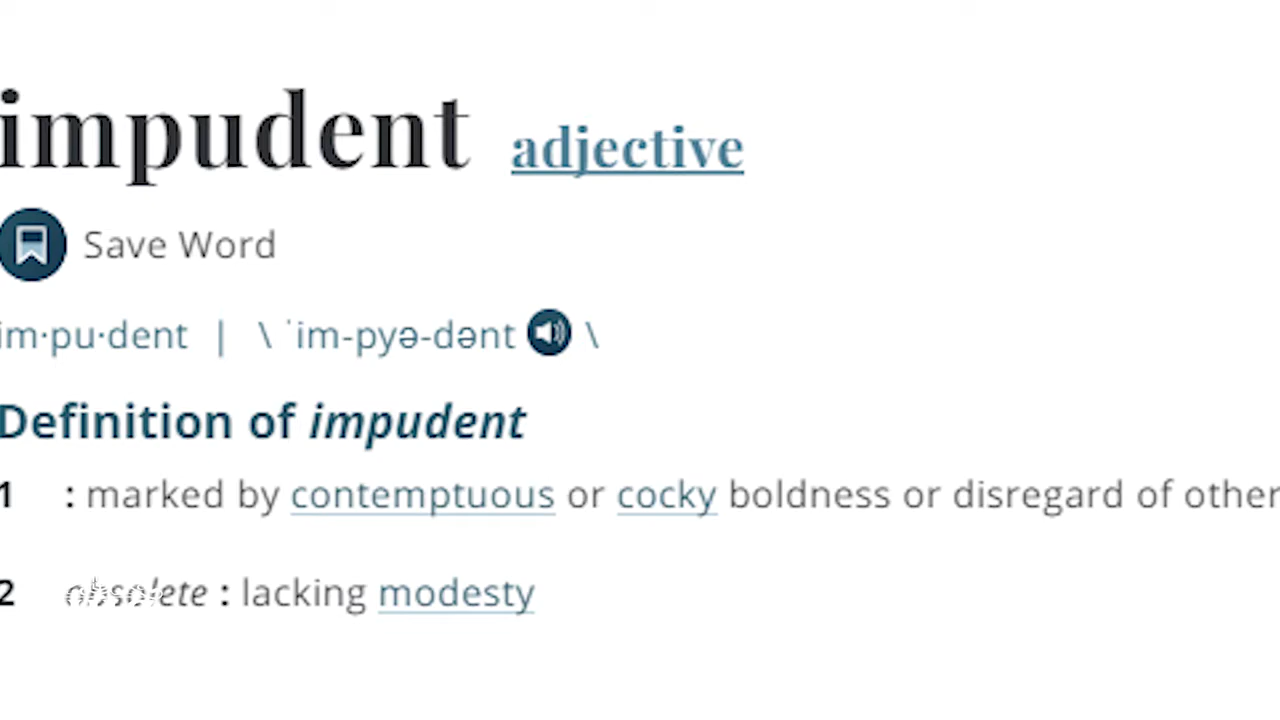 impudent adjective
Save Word
im·pu·dent | \ ˈim-pyə-dənt \
Definition of impudent
1 : marked by contemptuous or cocky boldness or disregard of other
2 obsolete : lacking modesty